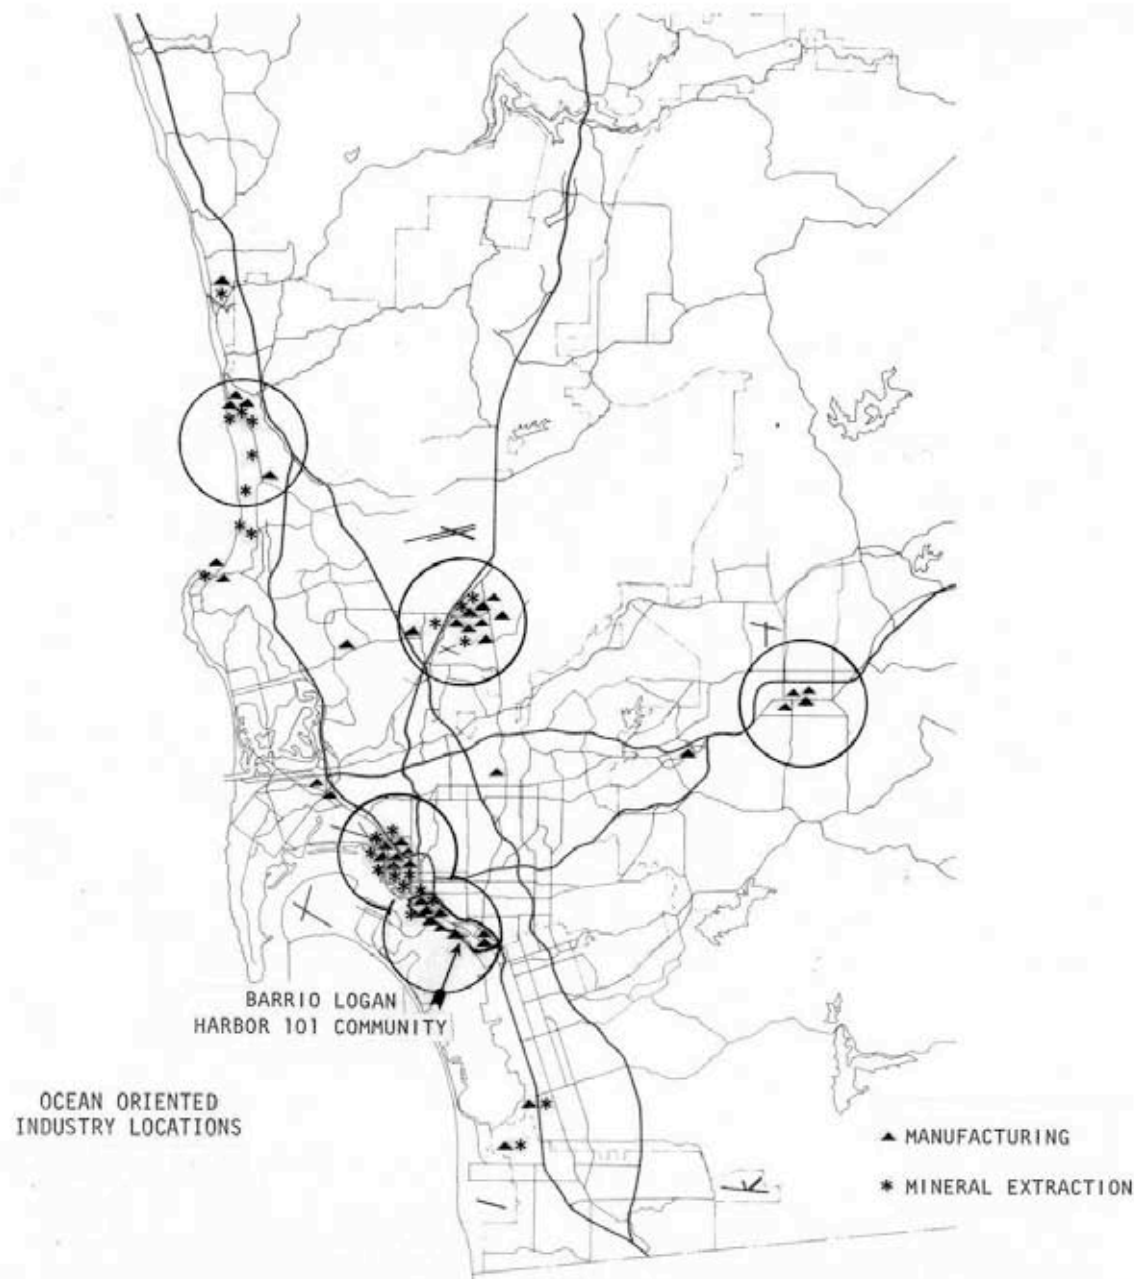 BARRIO LOGAN
HARBOR 101 COMMUNITY
OCEAN ORIENTED
INDUSTRY LOCATIONS
MANUFACTURING
MINERAL EXTRACTION